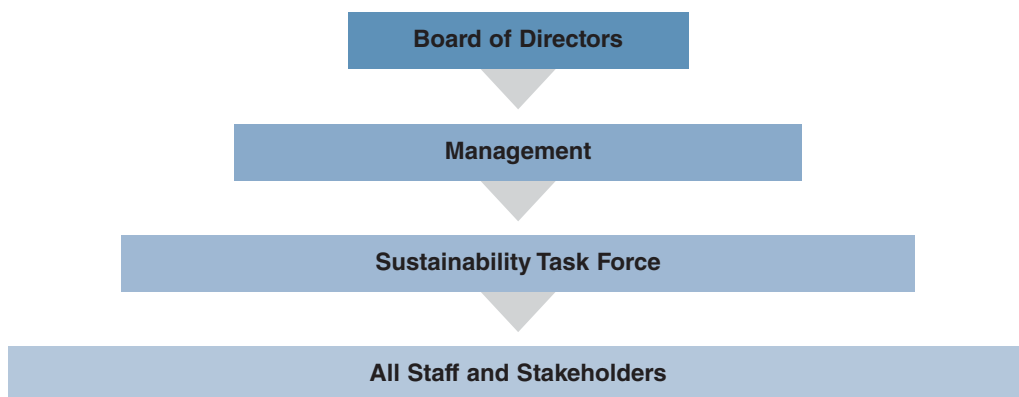 Board of Directors
Management
Sustainability Task Force
All Staff and Stakeholders